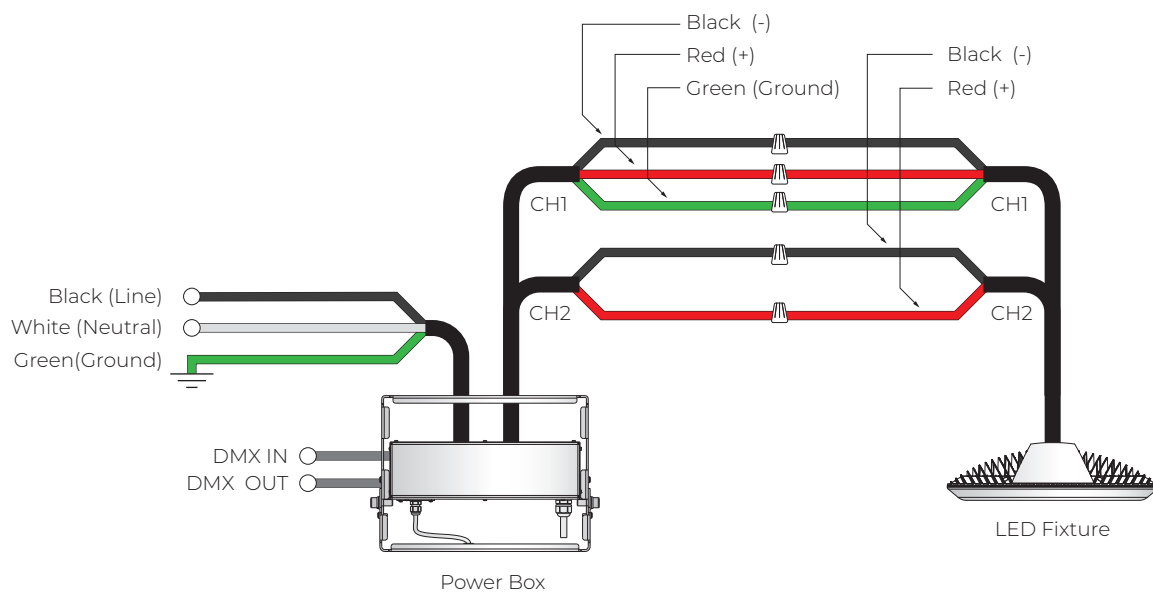 Black (-)
Red (+)
Green (Ground)
Black (-)
Red (+)
CH1
CH1
CH2
CH2
Black (Line)
White (Neutral)
Green(Ground)
DMX IN
DMX OUT
LED Fixture
Power Box